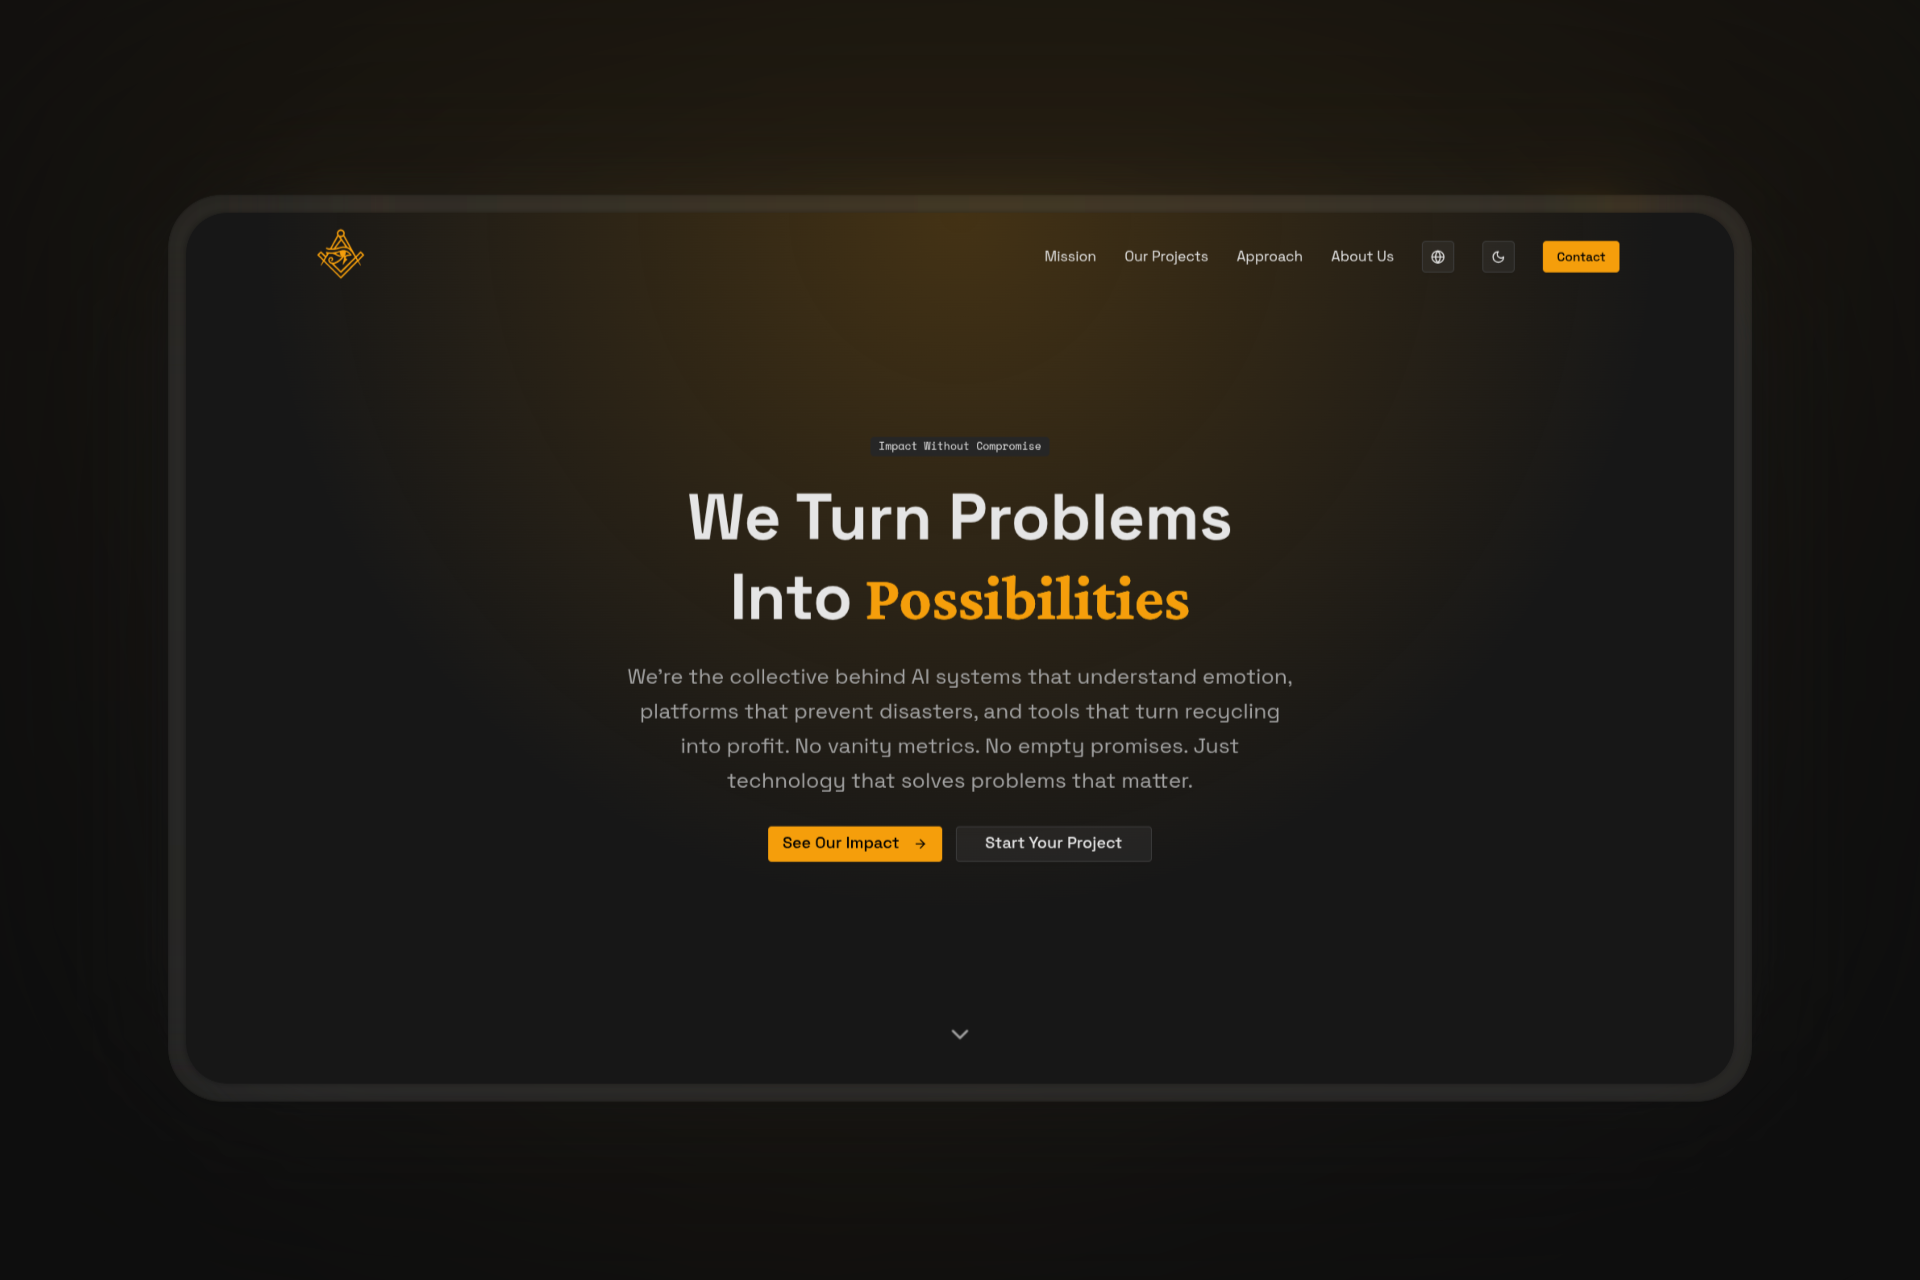 Mission
Our Projects
Approach
About Us
Contact
Impact Without Compromise
We Turn Problems
Into Possibilities
We're the collective behind AI systems that understand emotion,
platforms that prevent disasters, and tools that turn recycling
into profit. No vanity metrics. No empty promises. Just
technology that solves problems that matter.
See Our Impact
Start Your Project